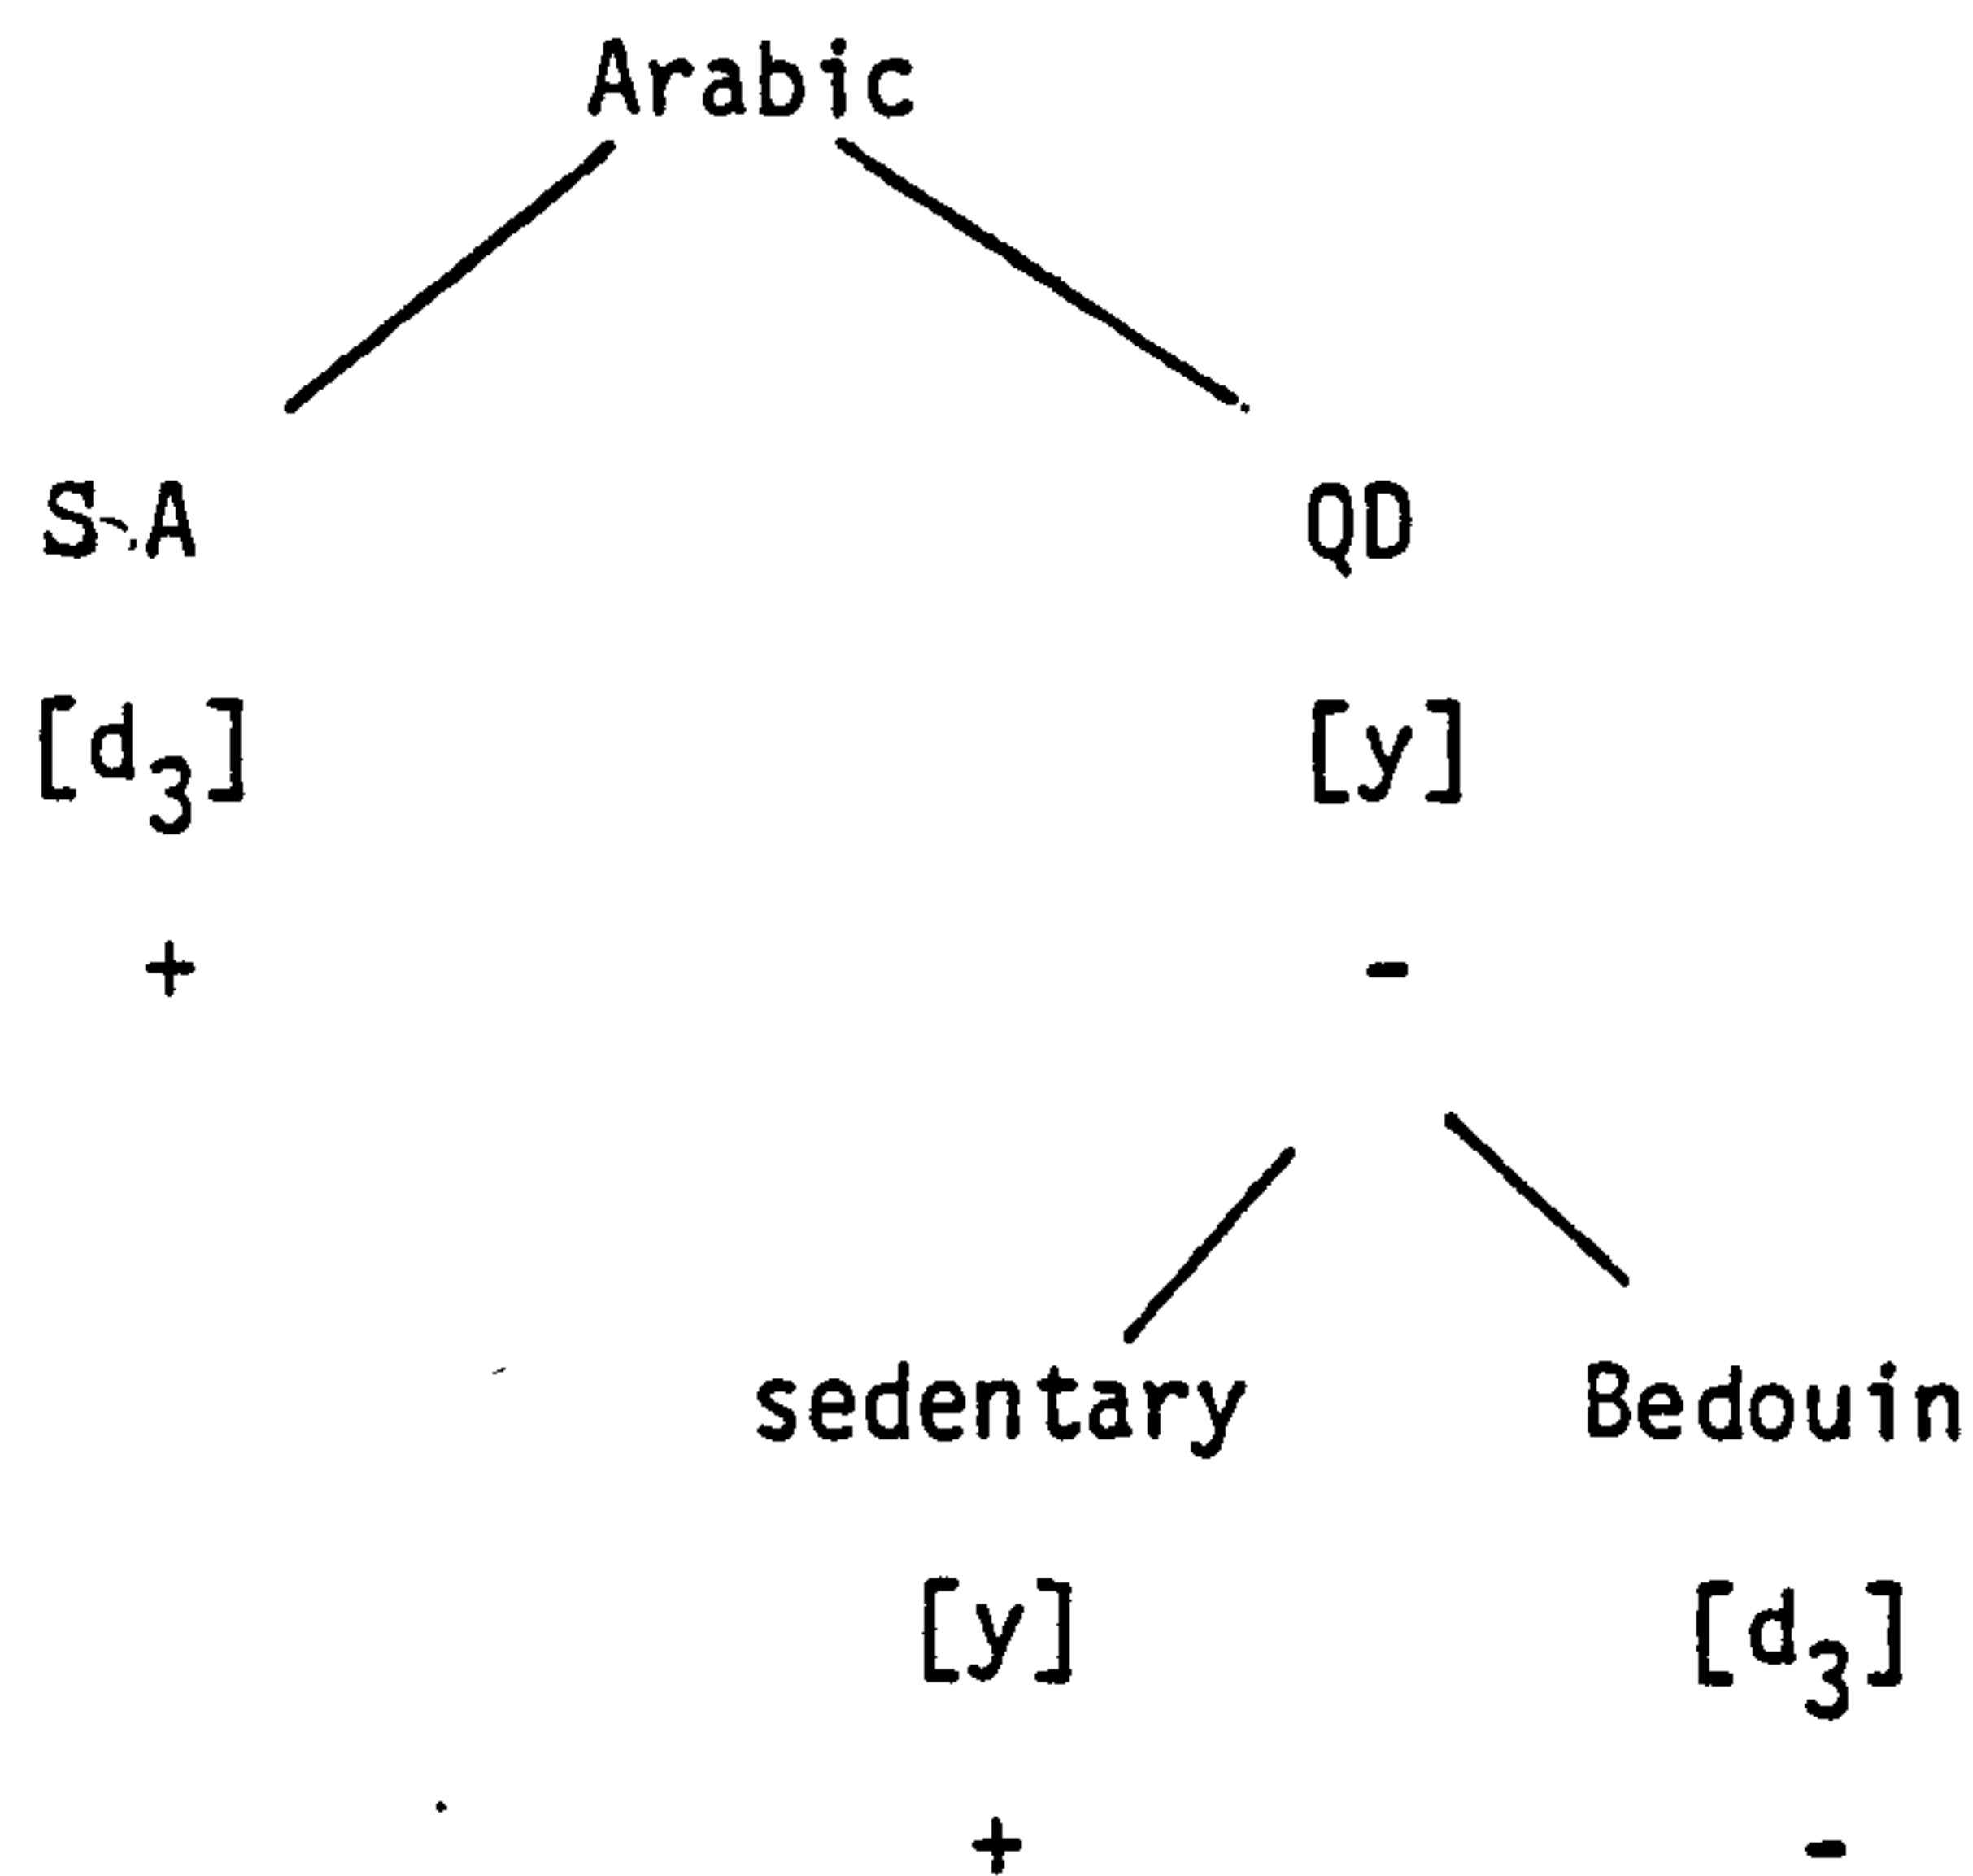 Arabic
S.A QD
[d3] [y]
+ -
sedentary Bedouin
[y] [d3]
+ -